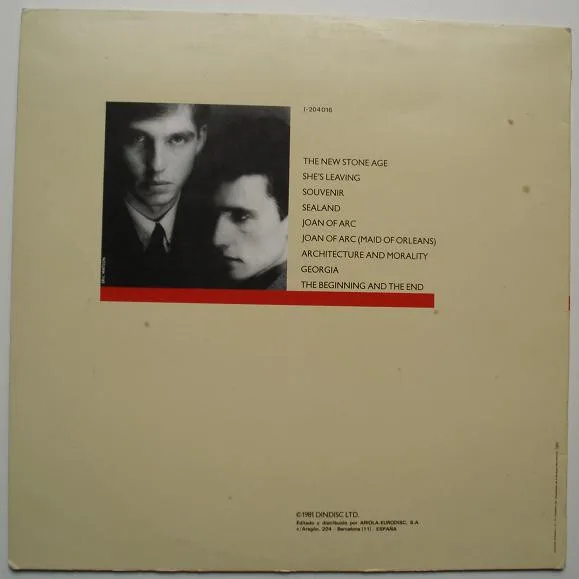 I-204016
THE NEW STONE AGE
SHE'S LEAVING
SOUVENIR
SEALAND
JOAN OF ARC
JOAN OF ARC (MAID OF ORLEANS)
ARCHITECTURE AND MORALITY
GEORGIA
THE BEGINNING AND THE END
©1981 DINDISC LTD.
Editado y distribuido por ARIOLA-EURODISC, S.A
c/Aragón, 204 - Barcelona (11). ESPAÑA